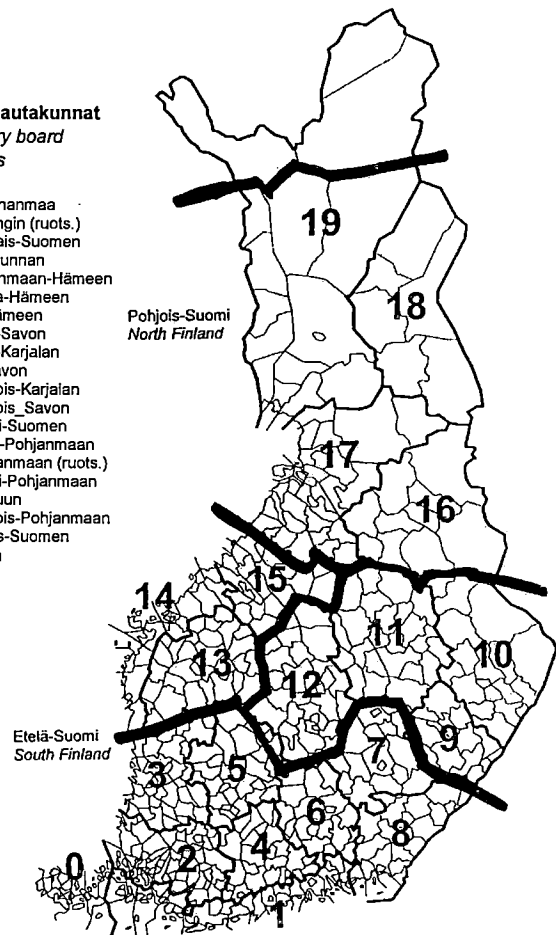 autakunnat
ry board
s
nanmaa
ngin (ruots.)
ais-Suomen
unnan
nmaan-Hämeen
a-Hämeen
ämeen
-Savon
-Karjalan
avon
ois-Karjalan
ois_Savon
i-Suomen
-Pohjanmaan
anmaan (ruots.)
i-Pohjanmaan
uun
ois-Pohjanmaan
s-Suomen
19
18
Pohjois-Suomi
North Finland
17
16
15
14
13
12
11
10
9
Etelä-Suomi
South Finland
3
5
7
6
8
0
2
4
1